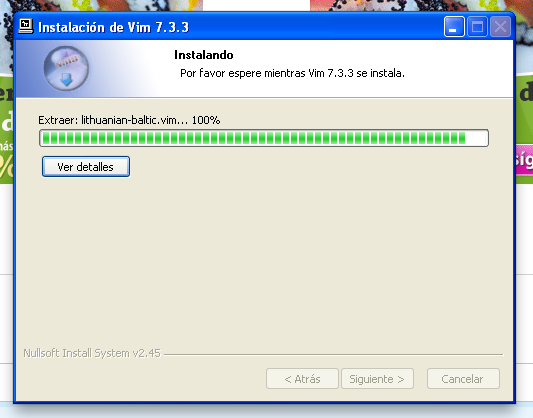 Instalación de Vim 7.3.3
Instalando
Por favor espere mientras Vim 7.3.3 se instala.
Extraer: lithuanian-baltic.vim... 100%
Ver detalles
Nullsoft Install System v2.45
< Atrás
Siguiente >
Cancelar